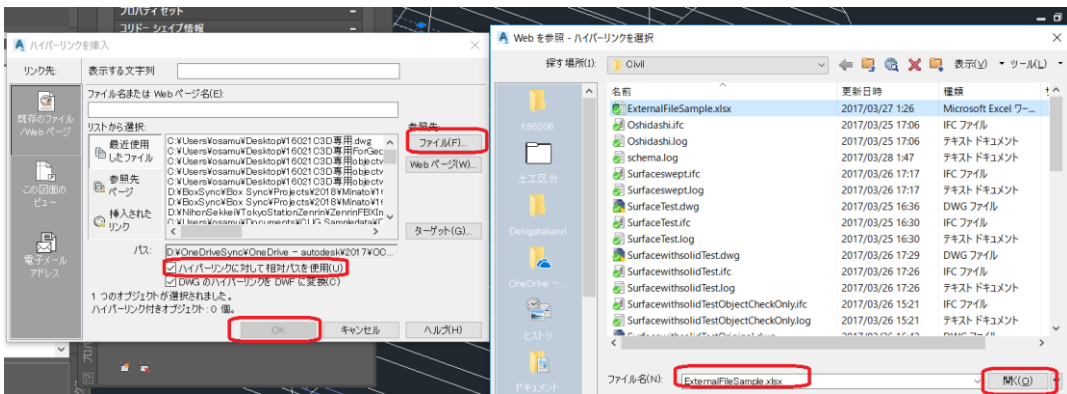 プロパティ セット
コリドー シェイプ情報
ハイパーリンクを挿入
リンク先:
表示する文字列
既存のファイル
/Web ページ
ファイル名または Web ページ名(E):
リストから選択:
参照先:
最近使用
したファイル
参照先
ページ
挿入された
リンク
C:¥Users¥osamu¥Desktop¥16021C3D専用.dwg
C:¥Users¥osamu¥Desktop¥16021C3D専用ForGec
C:¥Users¥osamu¥Desktop¥16021C3D専用objectv
C:¥Users¥osamu¥Desktop¥16021C3D専用objectv
D:¥BoxSync¥Box Sync¥Projects¥2018¥Minato¥1
D:¥BoxSync¥Box Sync¥Projects¥2018¥Minato¥1
D:¥NihonSekkei¥TokyoStationZenrin¥ZenrinFBXIn
ファイル(F)...
Web ページ(W)...
ターゲット(G)...
この図面の
ビュー
電子メール
アドレス
パス:
D:¥OneDriveSync¥OneDrive - autodesk¥2017¥OC...
ハイパーリンクに対して相対パスを使用(U)
DWG のハイパーリンクを DWF に変換(C)
1 つのオブジェクトが選択されました。
ハイパーリンク付きオブジェクト: 0 個。
OK
キャンセル
ヘルプ(H)
Web を参照 - ハイパーリンクを選択
探す場所(I):
Civil
表示(V)
ツール(L)
186206
土工区分
Dekigatakanri
OneDrive - ...
ヒストリ
ドキュメント
名前 更新日時 種類
ExternalFileSample.xlsx 2017/03/27 1:26 Microsoft Excel ワー...
Oshidashi.ifc 2017/03/25 17:06 IFC ファイル
Oshidashi.log 2017/03/25 17:06 テキスト ドキュメント
schema.log 2017/03/28 1:47 テキスト ドキュメント
Surfaceswept.ifc 2017/03/26 17:17 IFC ファイル
Surfaceswept.log 2017/03/26 17:17 テキスト ドキュメント
SurfaceTest.dwg 2017/03/25 16:36 DWG ファイル
SurfaceTest.ifc 2017/03/25 16:30 IFC ファイル
SurfaceTest.log 2017/03/25 16:30 テキスト ドキュメント
SurfacewithsolidTest.dwg 2017/03/26 17:29 DWG ファイル
SurfacewithsolidTest.ifc 2017/03/26 17:26 IFC ファイル
SurfacewithsolidTest.log 2017/03/26 17:26 テキスト ドキュメント
SurfacewithsolidTestObjectCheckOnly.ifc 2017/03/26 15:21 IFC ファイル
SurfacewithsolidTestObjectCheckOnly.log 2017/03/26 15:21 テキスト ドキュメント
ファイル名(N):
ExternalFileSample.xlsx
開く(O)